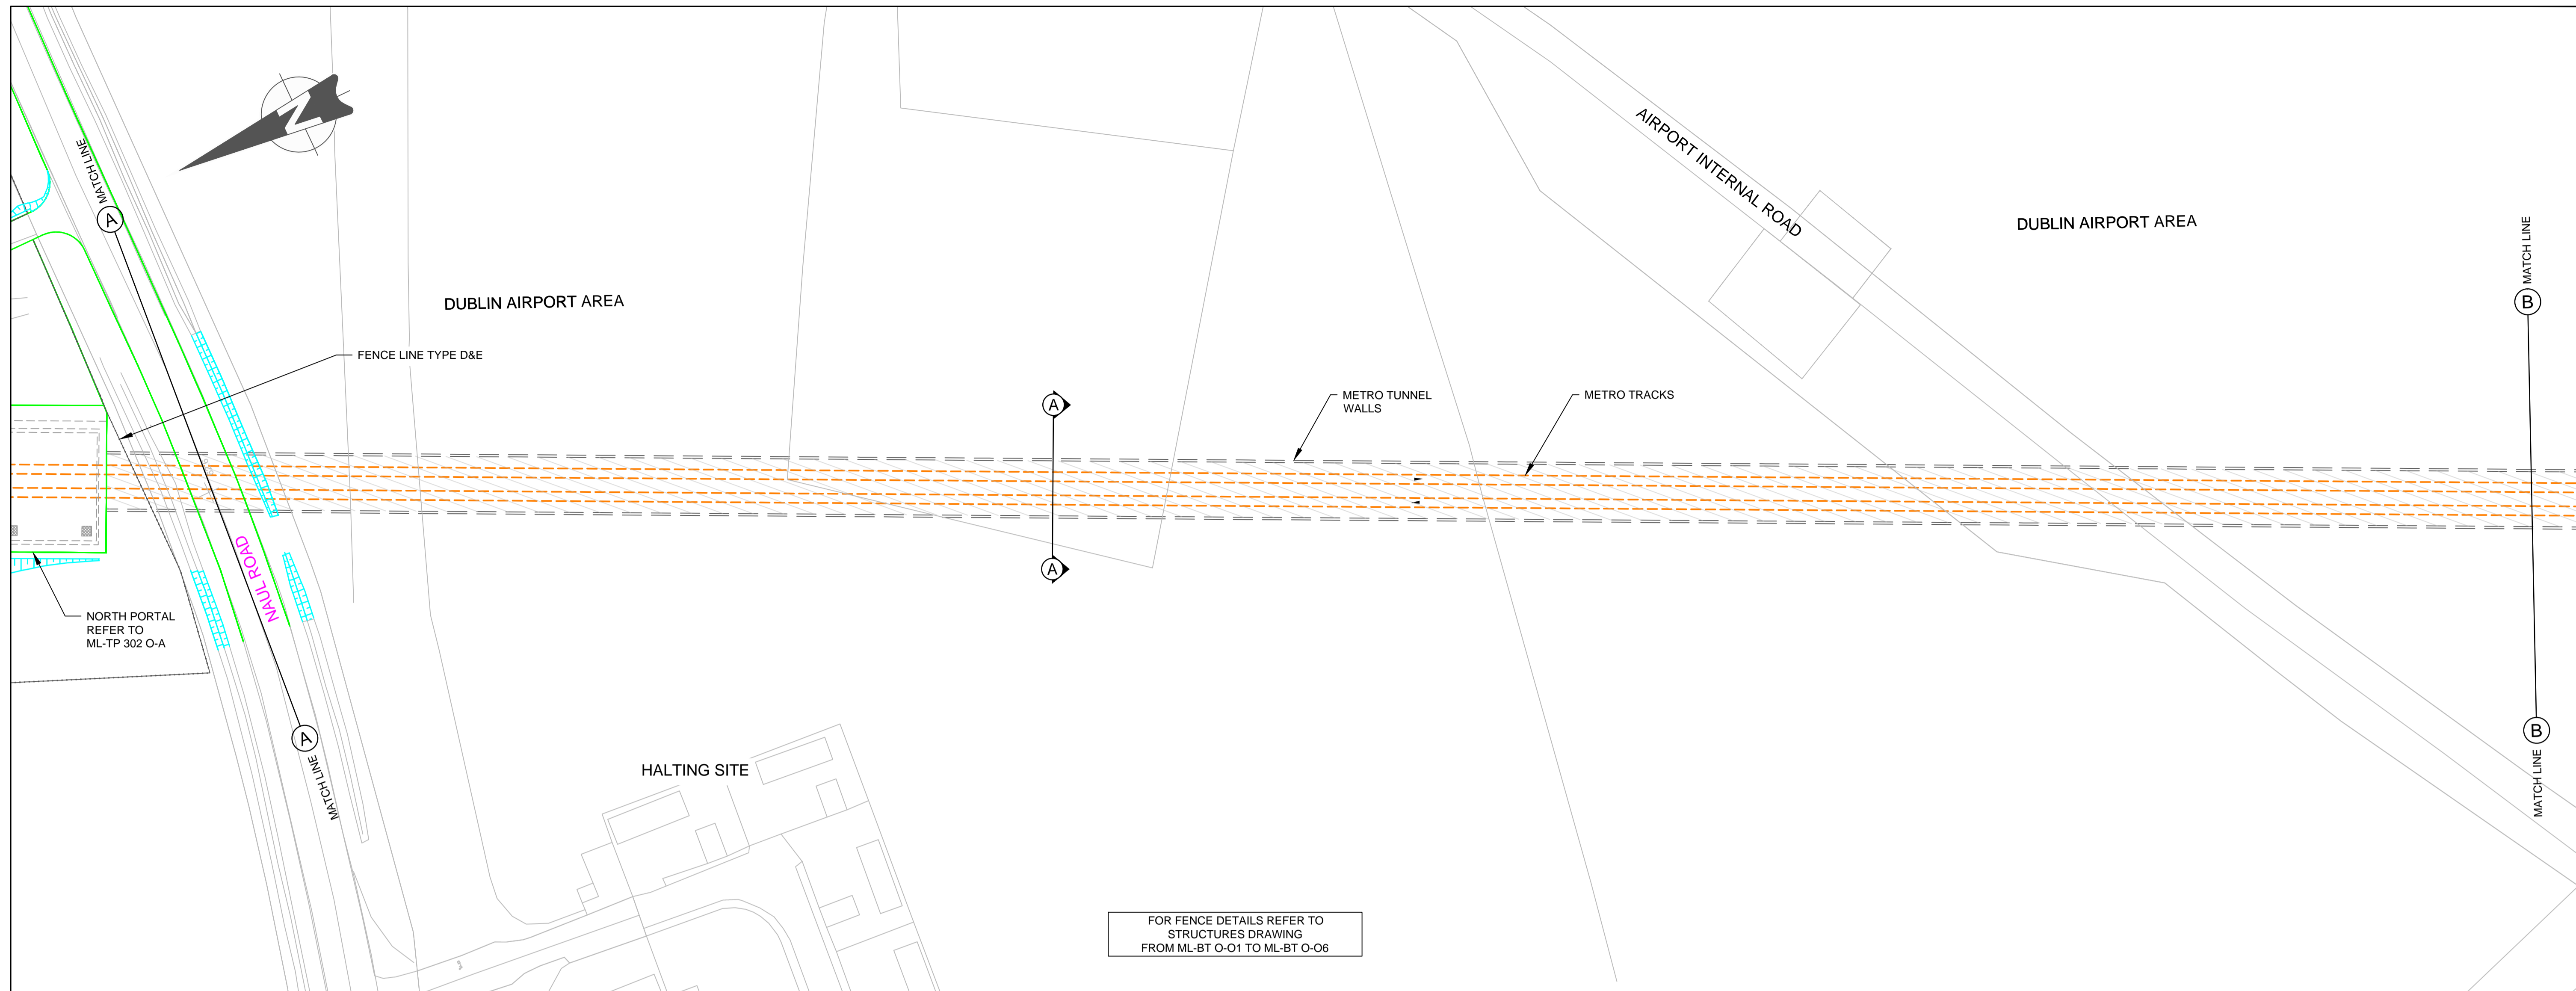 MATCH LINE
A
N
AIRPORT INTERNAL ROAD
DUBLIN AIRPORT AREA
MATCH LINE
B
DUBLIN AIRPORT AREA
FENCE LINE TYPE D&E
A
METRO TUNNEL
WALLS
METRO TRACKS
A
NAUL ROAD
NORTH PORTAL
REFER TO
ML-TP 302 O-A
A
MATCH LINE
HALTING SITE
B
MATCH LINE
FOR FENCE DETAILS REFER TO
STRUCTURES DRAWING
FROM ML-BT O-O1 TO ML-BT O-O6